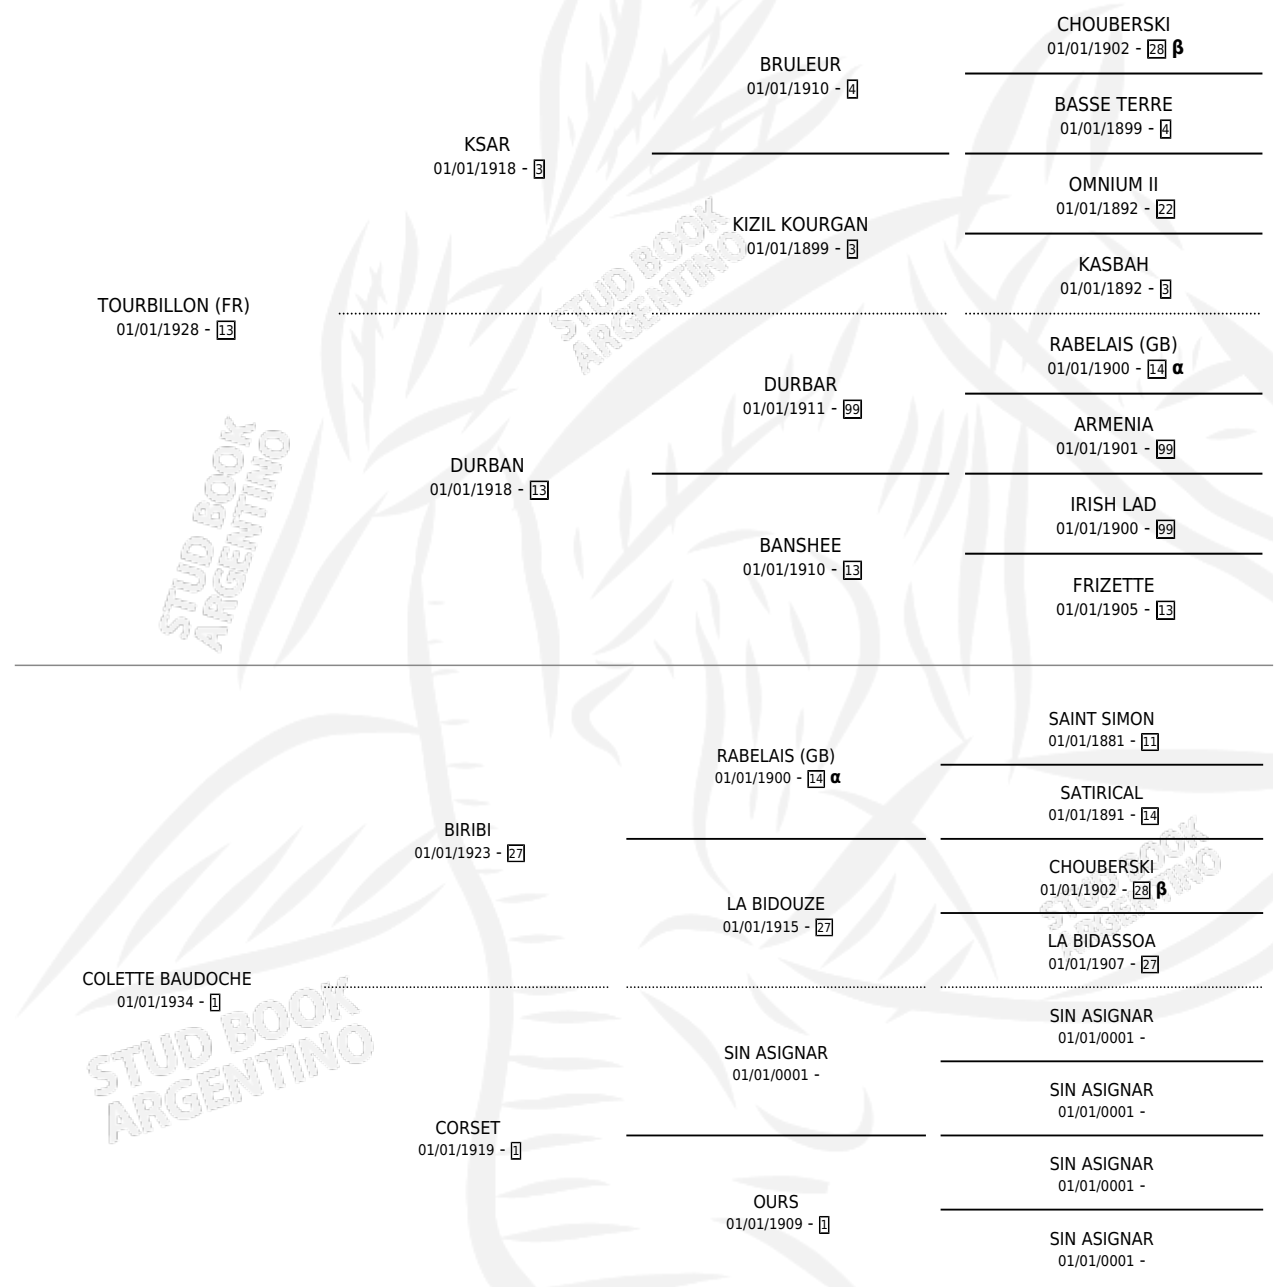 CHOUBERSKI
01/01/1902 - 28 β
BRULEUR
01/01/1910 - 4
BASSE TERRE
01/01/1899 - 4
KSAR
01/01/1918 - 3
OMNIUM II
01/01/1892 - 22
KIZIL KOURGAN
01/01/1899 - 3
KASBAH
01/01/1892 - 3
TOURBILLON (FR)
01/01/1928 - 13
RABELAIS (GB)
01/01/1900 - 14 α
DURBAR
01/01/1911 - 99
ARMENIA
01/01/1901 - 99
DURBAN
01/01/1918 - 13
IRISH LAD
01/01/1900 - 99
BANSHEE
01/01/1910 - 13
FRIZETTE
01/01/1905 - 13
SAINT SIMON
01/01/1881 - 11
RABELAIS (GB)
01/01/1900 - 14 α
SATIRICAL
01/01/1891 - 14
BIRIBI
01/01/1923 - 27
CHOUBERSKI
01/01/1902 - 28 β
LA BIDOUZE
01/01/1915 - 27
LA BIDASSOA
01/01/1907 - 27
COLETTE BAUDOCHE
01/01/1934 - 1
SIN ASIGNAR
01/01/0001 -
SIN ASIGNAR
01/01/0001 -
SIN ASIGNAR
01/01/0001 -
CORSET
01/01/1919 - 1
SIN ASIGNAR
01/01/0001 -
OURS
01/01/1909 - 1
SIN ASIGNAR
01/01/0001 -
STUD BOOK
ARGENTINO
STUD BOOK
ARGENTINO
STUD BOOK
ARGENTINO
STUD BOOK
ARGENTINO